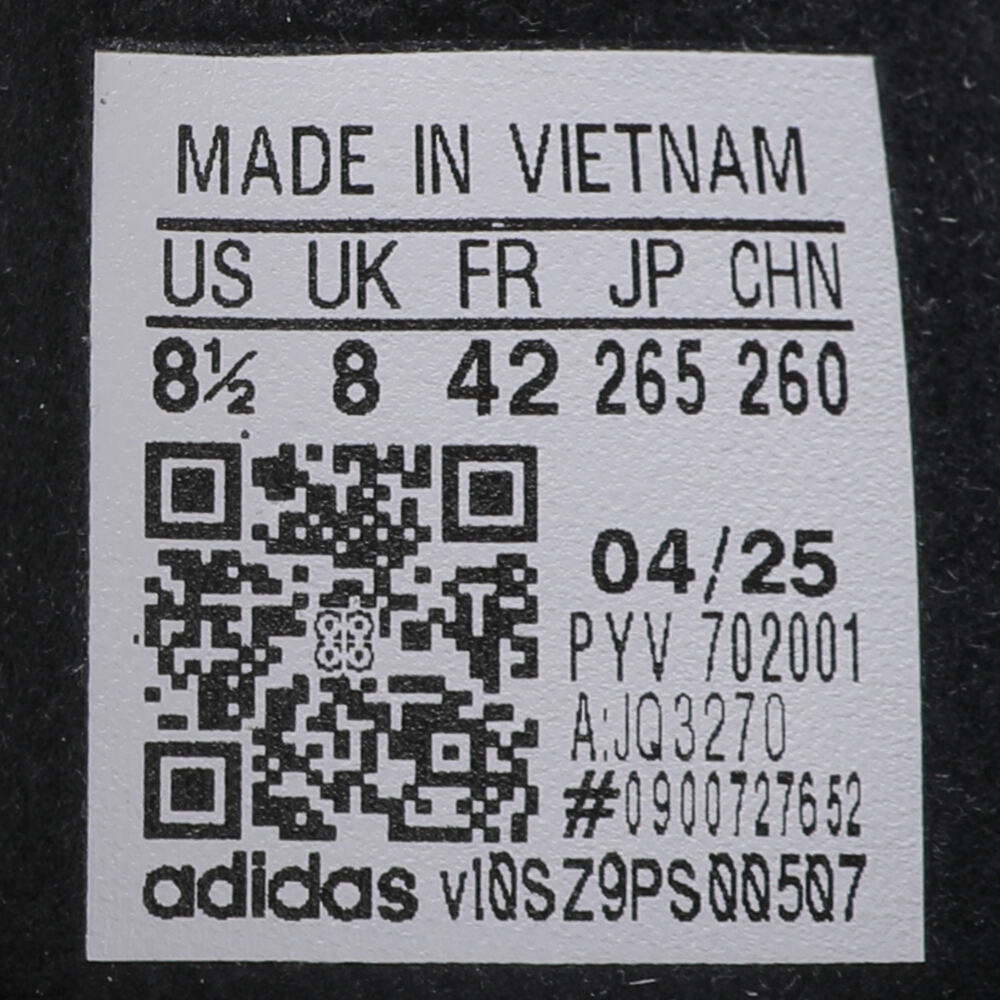 MADE IN VIETNAM
US UK FR JP CHN
8½ 8 42 265 260
04/25
PYV 702001
A:JQ3270
#0900727652
adidas vl0SZ9PS00507